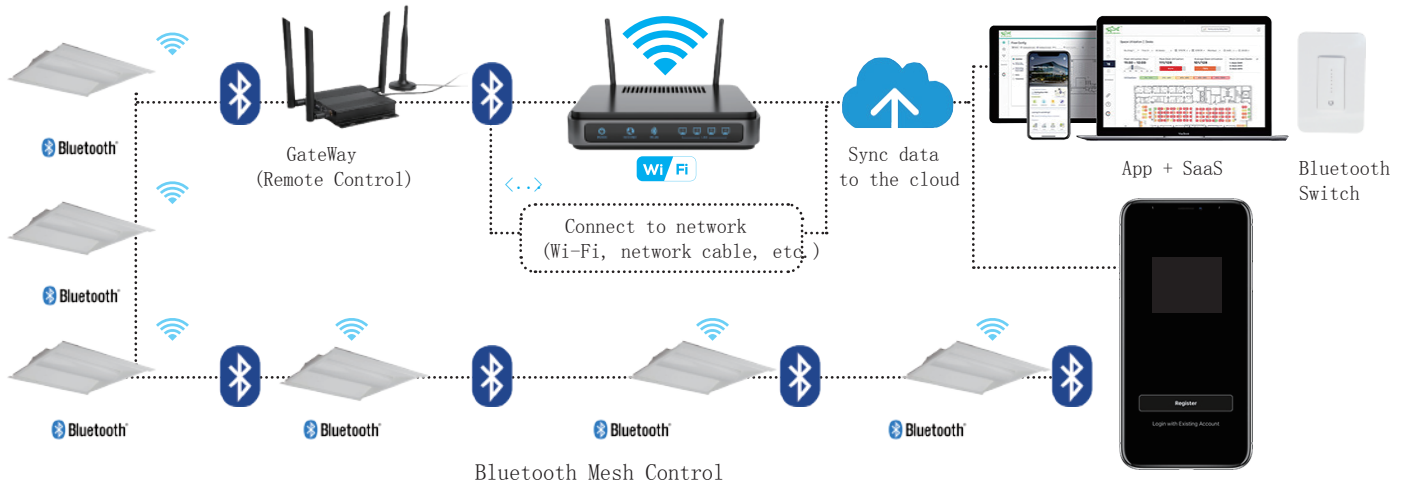 Bluetooth
GateWay
(Remote Control)
Wi Fi
Sync data
to the cloud
App + SaaS
Bluetooth
Switch
<..>
Connect to network
(Wi-Fi, network cable, etc.)
Bluetooth
Bluetooth
Bluetooth
Bluetooth
Bluetooth
Register
Login with Existing Account
Bluetooth Mesh Control